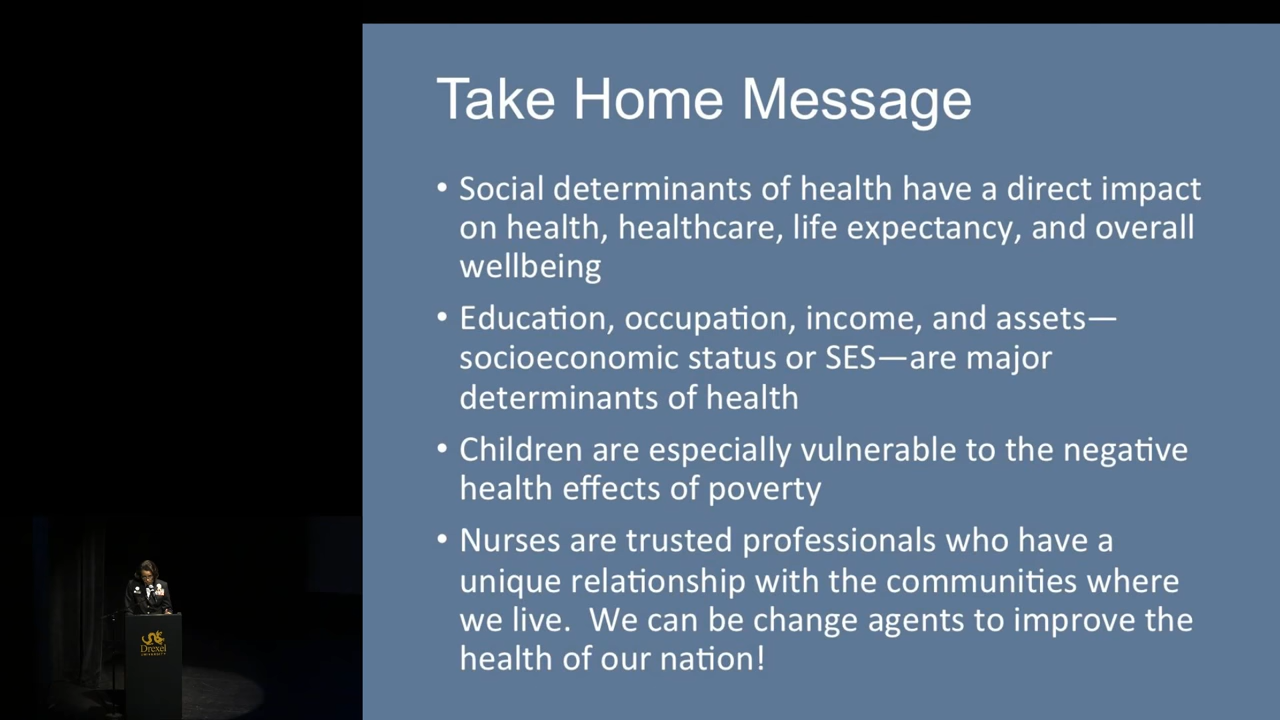 Take Home Message
• Social determinants of health have a direct impact
on health, healthcare, life expectancy, and overall
wellbeing
• Education, occupation, income, and assets—
socioeconomic status or SES—are major
determinants of health
• Children are especially vulnerable to the negative
health effects of poverty
• Nurses are trusted professionals who have a
unique relationship with the communities where
we live.  We can be change agents to improve the
health of our nation!
Drexel
UNIVERSITY